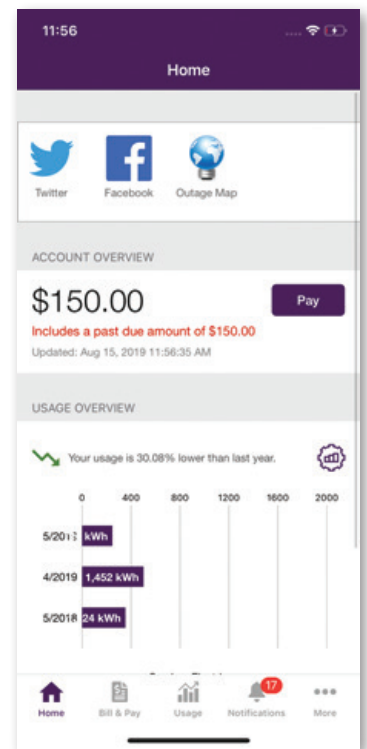 11:56
Home
Twitter Facebook Outage Map
ACCOUNT OVERVIEW
$150.00
Pay
Includes a past due amount of $150.00
Updated: Aug 15, 2019 11:56:35 AM
USAGE OVERVIEW
Your usage is 30.08% lower than last year.
0 400 800 1200 1600 2000
kWh
4/2019 1,452 kWh
5/2018 24 kWh
17
Home Bill & Pay Usage Notifications More